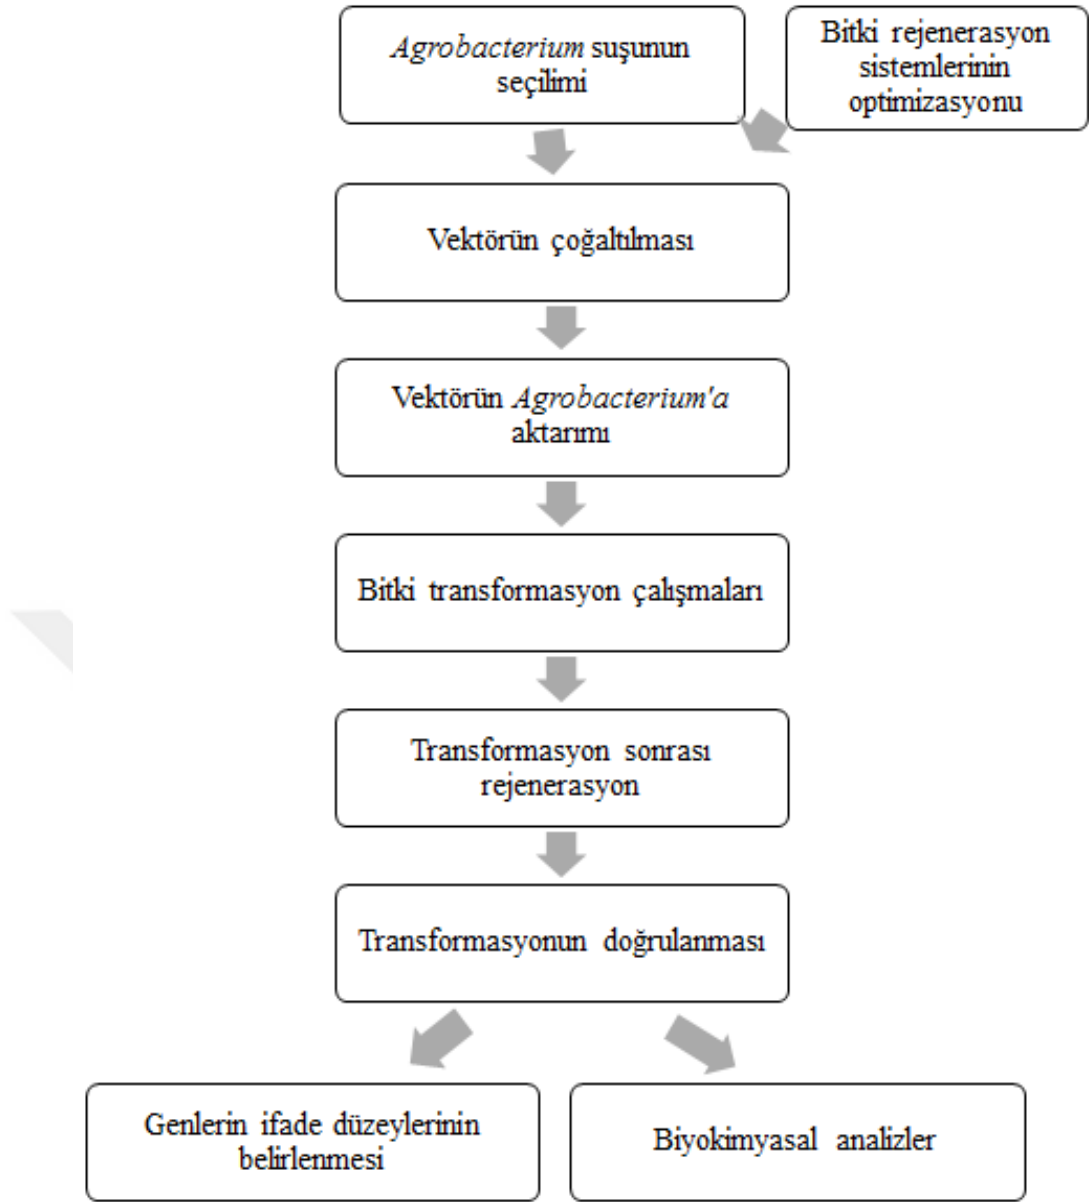 Agrobacterium suşunun
seçilimi
Bitki rejenerasyon
sistemlerinin
optimizasyonu
Vektörün çoğaltılması
Vektörün Agrobacterium'a
aktarımı
Bitki transformasyon çalışmaları
Transformasyon sonrası
rejenerasyon
Transformasyonun doğrulanması
Genlerin ifade düzeylerinin
belirlenmesi
Biyokimyasal analizler